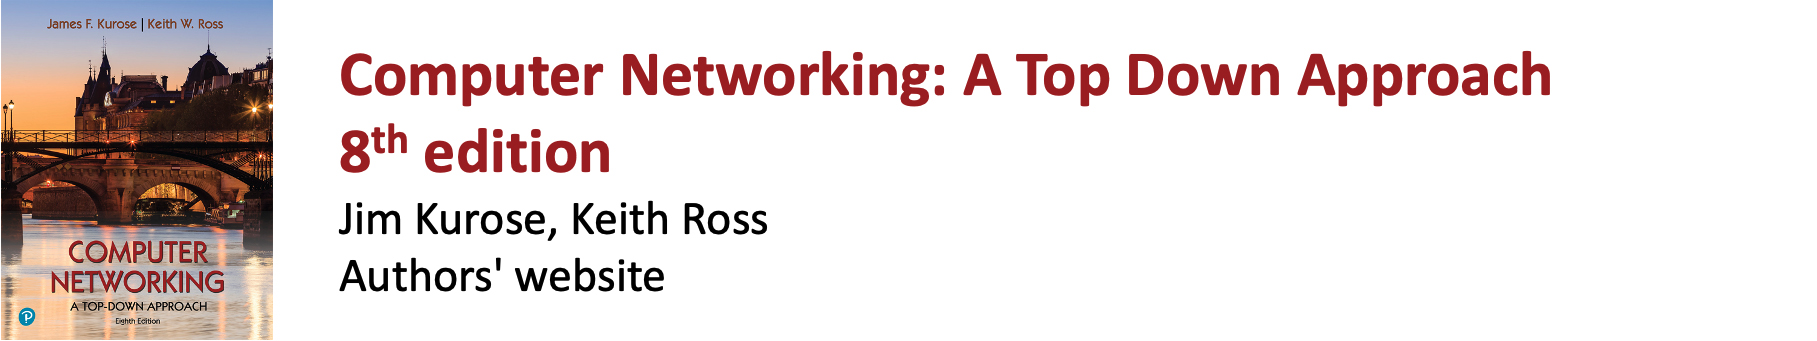 James F. Kurose | Keith W. Ross
COMPUTER
NETWORKING
A TOP-DOWN APPROACH
Eighth Edition
P
Computer Networking: A Top Down Approach
8th edition
Jim Kurose, Keith Ross
Authors' website